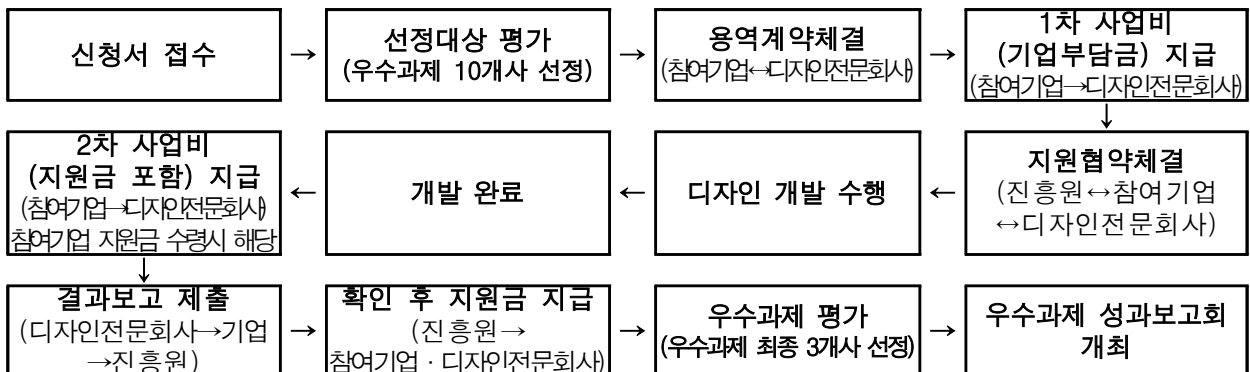 신청서 접수
→
선정대상 평가
(우수과제 10개사 선정)
→
용역계약체결
(참여기업↔디자인전문회사)
→
1차 사업비
(기업부담금) 지급
(참여기업→디자인전문회사)
↓
지원협약체결
(진흥원↔참여기업
↔디자인전문회사)
←
디자인 개발 수행
←
개발 완료
←
2차 사업비
(지원금 포함) 지급
(참여기업→디자인전문회사)
참여기업 지원금 수령시 해당
↓
결과보고 제출
(디자인전문회사→기업
→진흥원)
→
확인 후 지원금 지급
(진흥원→
참여기업·디자인전문회사)
→
우수과제 평가
(우수과제 최종 3개사 선정)
→
우수과제 성과보고회
개최